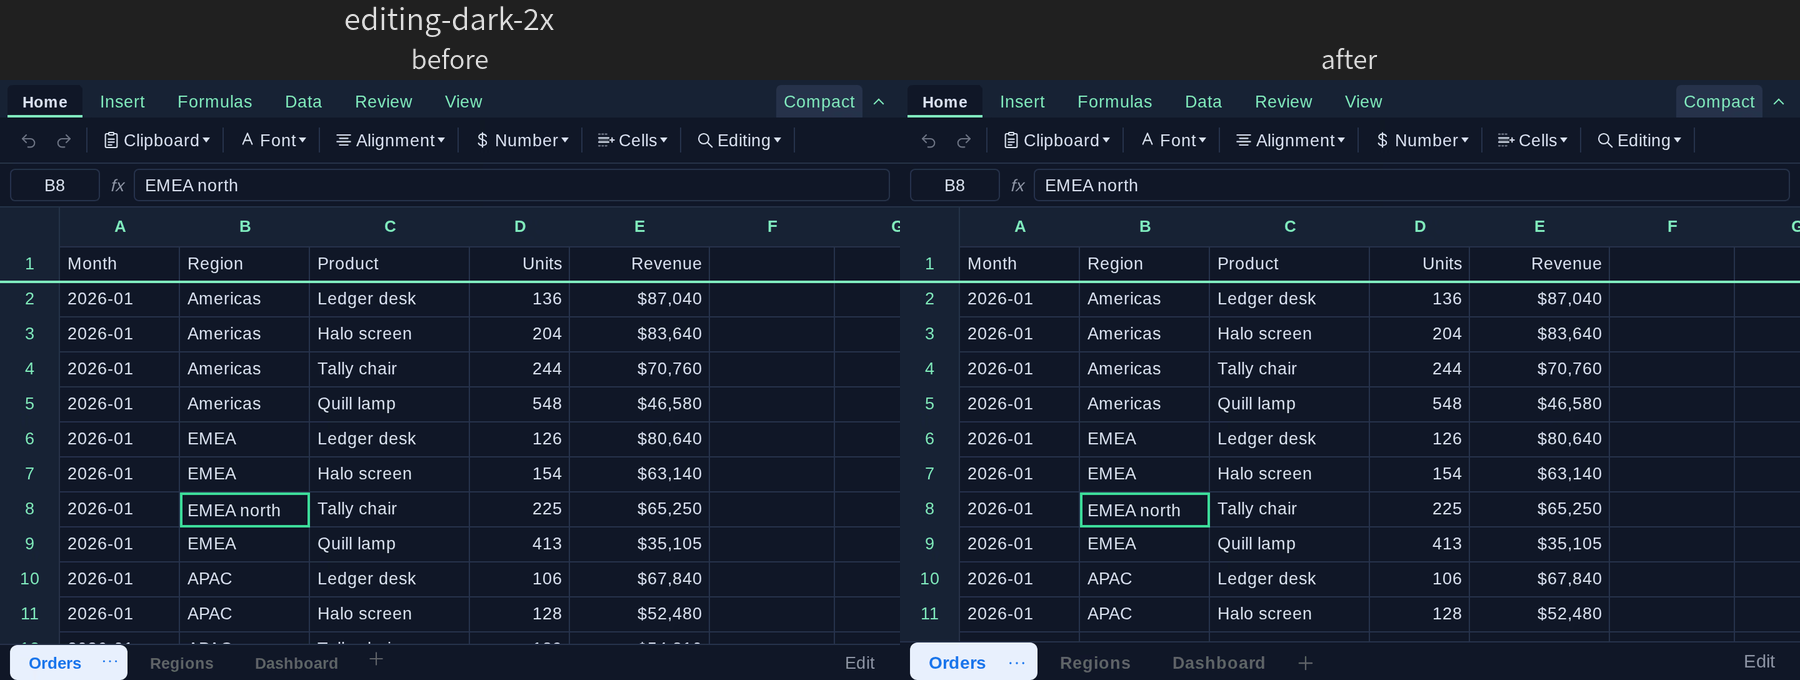 editing-dark-2x
before after
Home Insert Formulas Data Review View Compact
Clipboard Font Alignment $ Number Cells Editing
B8 fx EMEA north
A B C D E F G
1 Month Region Product Units Revenue
2 2026-01 Americas Ledger desk 136 $87,040
3 2026-01 Americas Halo screen 204 $83,640
4 2026-01 Americas Tally chair 244 $70,760
5 2026-01 Americas Quill lamp 548 $46,580
6 2026-01 EMEA Ledger desk 126 $80,640
7 2026-01 EMEA Halo screen 154 $63,140
8 2026-01 EMEA north Tally chair 225 $65,250
9 2026-01 EMEA Quill lamp 413 $35,105
10 2026-01 APAC Ledger desk 106 $67,840
11 2026-01 APAC Halo screen 128 $52,480
Orders ... Regions Dashboard + Edit
Home Insert Formulas Data Review View Compact
Clipboard Font Alignment $ Number Cells Editing
B8 fx EMEA north
A B C D E F G
1 Month Region Product Units Revenue
2 2026-01 Americas Ledger desk 136 $87,040
3 2026-01 Americas Halo screen 204 $83,640
4 2026-01 Americas Tally chair 244 $70,760
5 2026-01 Americas Quill lamp 548 $46,580
6 2026-01 EMEA Ledger desk 126 $80,640
7 2026-01 EMEA Halo screen 154 $63,140
8 2026-01 EMEA north Tally chair 225 $65,250
9 2026-01 EMEA Quill lamp 413 $35,105
10 2026-01 APAC Ledger desk 106 $67,840
11 2026-01 APAC Halo screen 128 $52,480
Orders ... Regions Dashboard + Edit